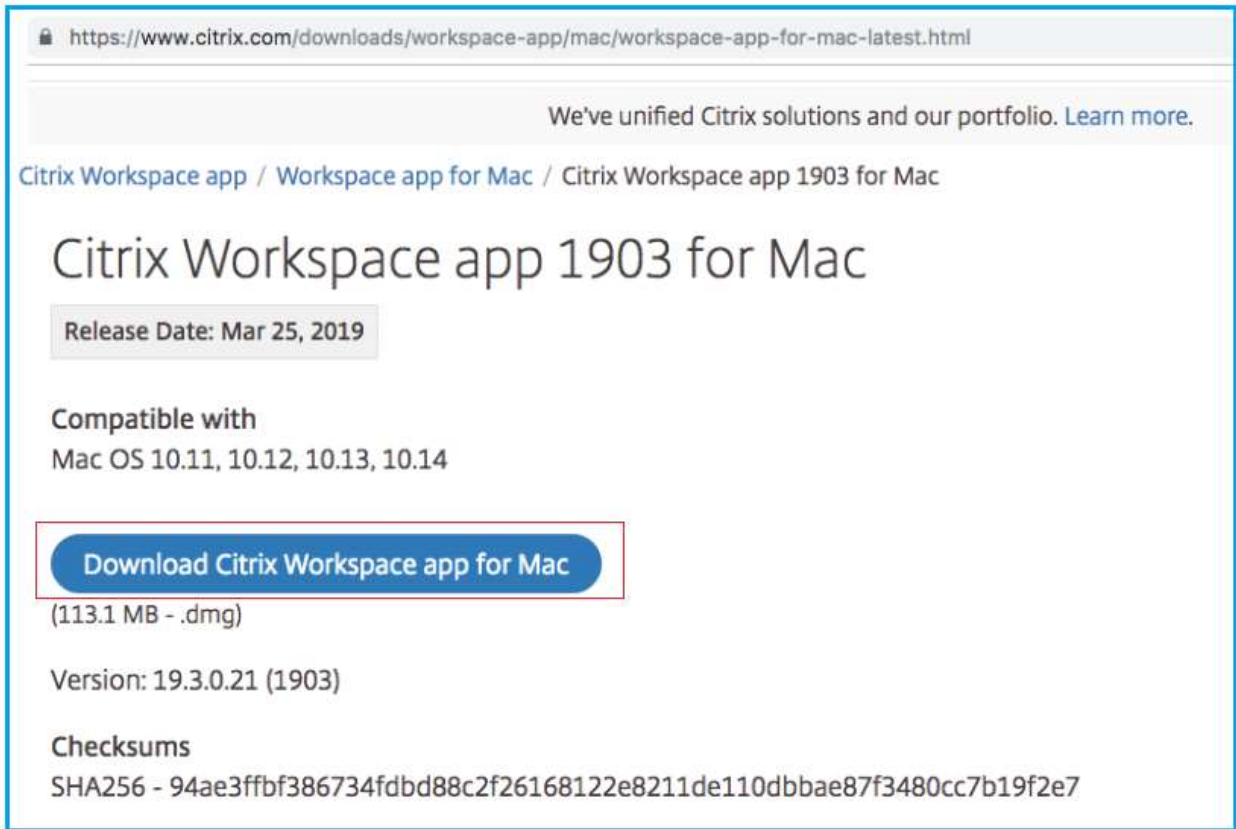 https://www.citrix.com/downloads/workspace-app/mac/workspace-app-for-mac-latest.html
We've unified Citrix solutions and our portfolio. Learn more.
Citrix Workspace app / Workspace app for Mac / Citrix Workspace app 1903 for Mac
Citrix Workspace app 1903 for Mac
Release Date: Mar 25, 2019
Compatible with
Mac OS 10.11, 10.12, 10.13, 10.14
Download Citrix Workspace app for Mac
(113.1 MB - .dmg)
Version: 19.3.0.21 (1903)
Checksums
SHA256 - 94ae3ffbf386734fdbd88c2f26168122e8211de110dbbae87f3480cc7b19f2e7